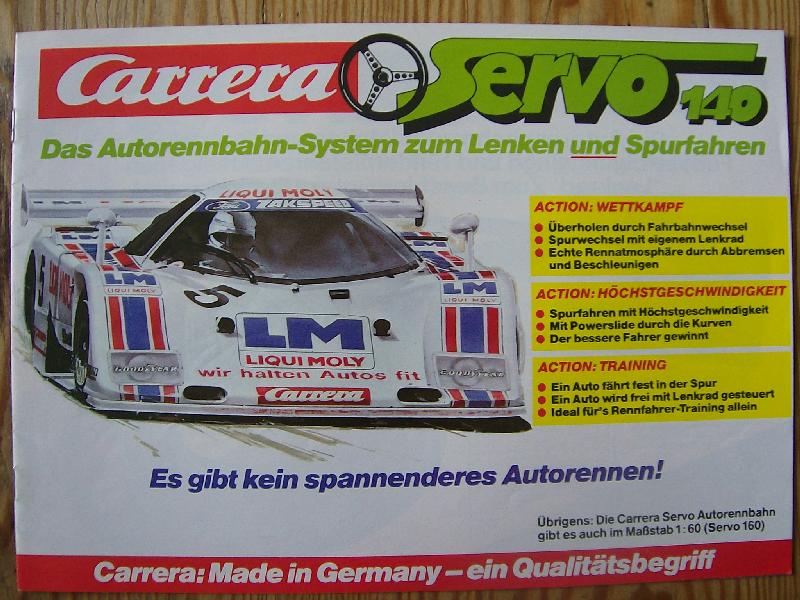 Carrera Servo 140
Das Autorennbahn-System zum Lenken und Spurfahren
LIQUI MOLY
ZAKSPEED
LM
LIQUI MOLY
5
LM
LIQUI MOLY
5
LM
LIQUI MOLY
wir halten Autos fit
GOODYEAR
GOODYEAR
Carrera
ACTION: WETTKAMPF
Überholen durch Fahrbahnwechsel
Spurwechsel mit eigenem Lenkrad
Echte Rennatmosphäre durch Abbremsen
und Beschleunigen
ACTION: HÖCHSTGESCHWINDIGKEIT
Spurfahren mit Höchstgeschwindigkeit
Mit Powerslide durch die Kurven
Der bessere Fahrer gewinnt
ACTION: TRAINING
Ein Auto fährt fest in der Spur
Ein Auto wird frei mit Lenkrad gesteuert
Ideal für's Rennfahrer-Training allein
Es gibt kein spannenderes Autorennen!
Übrigens: Die Carrera Servo Autorennbahn
gibt es auch im Maßstab 1:60 (Servo 160)
Carrera: Made in Germany – ein Qualitätsbegriff